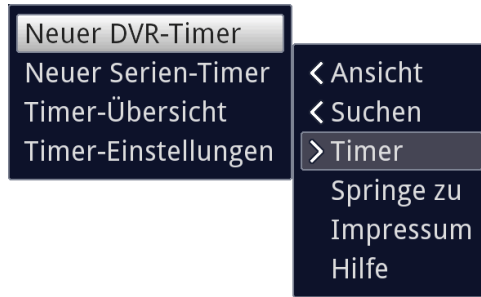 Neuer DVR-Timer
Neuer Serien-Timer
Timer-Übersicht
Timer-Einstellungen
< Ansicht
< Suchen
> Timer
Springe zu
Impressum
Hilfe